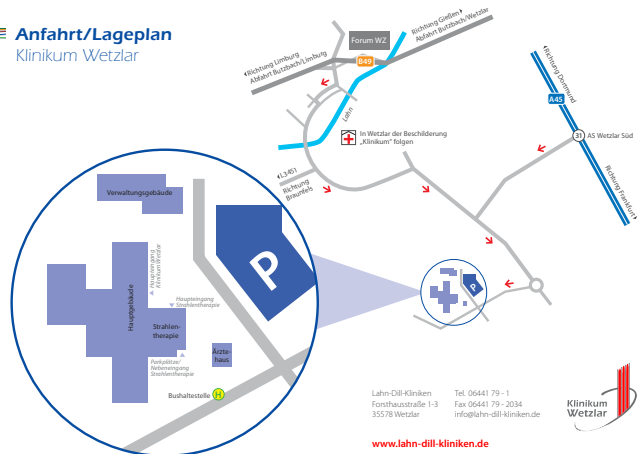 Anfahrt/Lageplan
Klinikum Wetzlar
Forum WZ
B49
Richtung Gießen
Abfahrt Butzbach/Wetzlar
Richtung Limburg
Abfahrt Butzbach/Limburg
Lahn
Richtung Dortmund
A45
31
AS Wetzlar Süd
Richtung Frankfurt
In Wetzlar der Beschilderung
„Klinikum“ folgen
L3451
Richtung
Braunfels
Verwaltungsgebäude
P
Hauptgebäude
Haupteingang
Klinikum Wetzlar
Haupteingang
Strahlentherapie
Strahlen-
therapie
Ärzte-
haus
Parkplätze/
Nebeneingang
Strahlentherapie
Bushaltestelle
H
P
Lahn-Dill-Kliniken
Forsthausstraße 1-3
35578 Wetzlar
Tel. 06441 79 - 1
Fax 06441 79 - 2034
info@lahn-dill-kliniken.de
www.lahn-dill-kliniken.de
Klinikum
Wetzlar